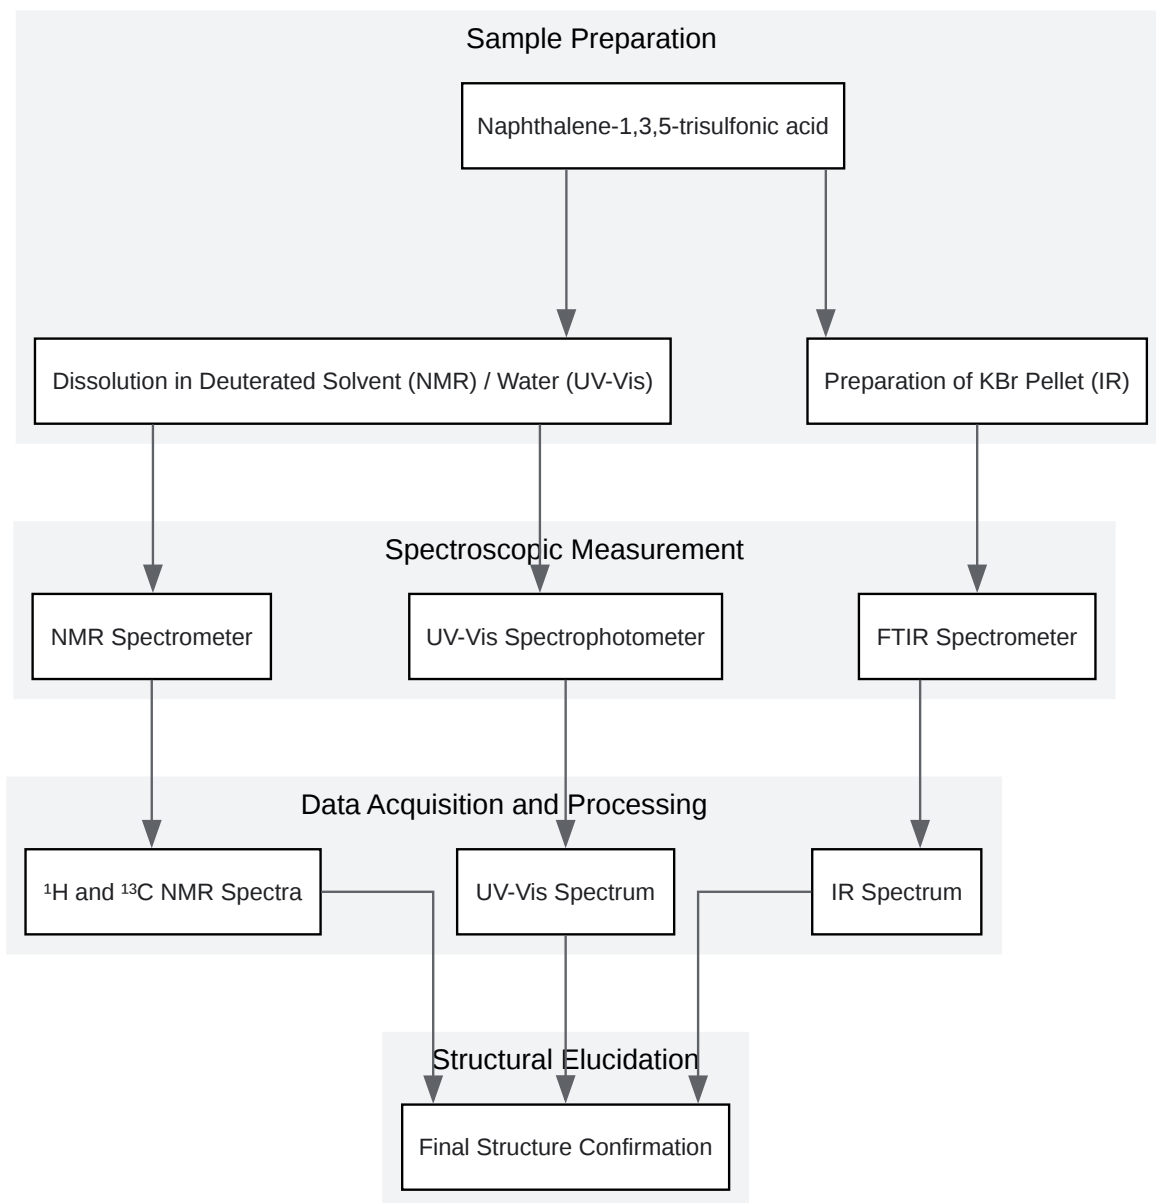 Sample Preparation
Naphthalene-1,3,5-trisulfonic acid
Dissolution in Deuterated Solvent (NMR) / Water (UV-Vis)
Preparation of KBr Pellet (IR)
Spectroscopic Measurement
NMR Spectrometer
UV-Vis Spectrophotometer
FTIR Spectrometer
Data Acquisition and Processing
¹H and ¹³C NMR Spectra
UV-Vis Spectrum
IR Spectrum
Structural Elucidation
Final Structure Confirmation